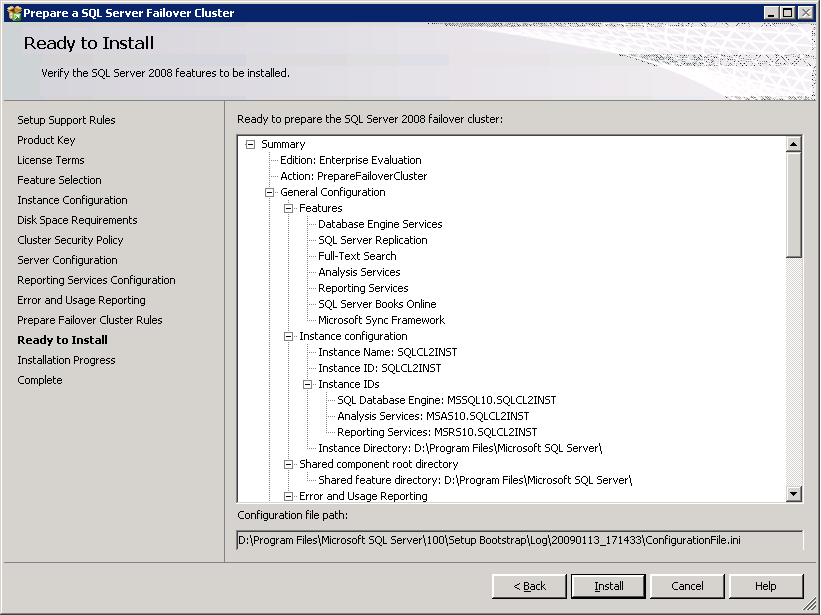 Prepare a SQL Server Failover Cluster
Ready to Install
Verify the SQL Server 2008 features to be installed.
Setup Support Rules
Product Key
License Terms
Feature Selection
Instance Configuration
Disk Space Requirements
Cluster Security Policy
Server Configuration
Reporting Services Configuration
Error and Usage Reporting
Prepare Failover Cluster Rules
Ready to Install
Installation Progress
Complete
Ready to prepare the SQL Server 2008 failover cluster:
Summary
Edition: Enterprise Evaluation
Action: PrepareFailoverCluster
General Configuration
Features
Database Engine Services
SQL Server Replication
Full-Text Search
Analysis Services
Reporting Services
SQL Server Books Online
Microsoft Sync Framework
Instance configuration
Instance Name: SQLCL2INST
Instance ID: SQLCL2INST
Instance IDs
SQL Database Engine: MSSQL10.SQLCL2INST
Analysis Services: MSAS10.SQLCL2INST
Reporting Services: MSRS10.SQLCL2INST
Instance Directory: D:\Program Files\Microsoft SQL Server\
Shared component root directory
Shared feature directory: D:\Program Files\Microsoft SQL Server\
Error and Usage Reporting
Configuration file path:
D:\Program Files\Microsoft SQL Server\100\Setup Bootstrap\Log\20090113_171433\ConfigurationFile.ini
< Back
Install
Cancel
Help